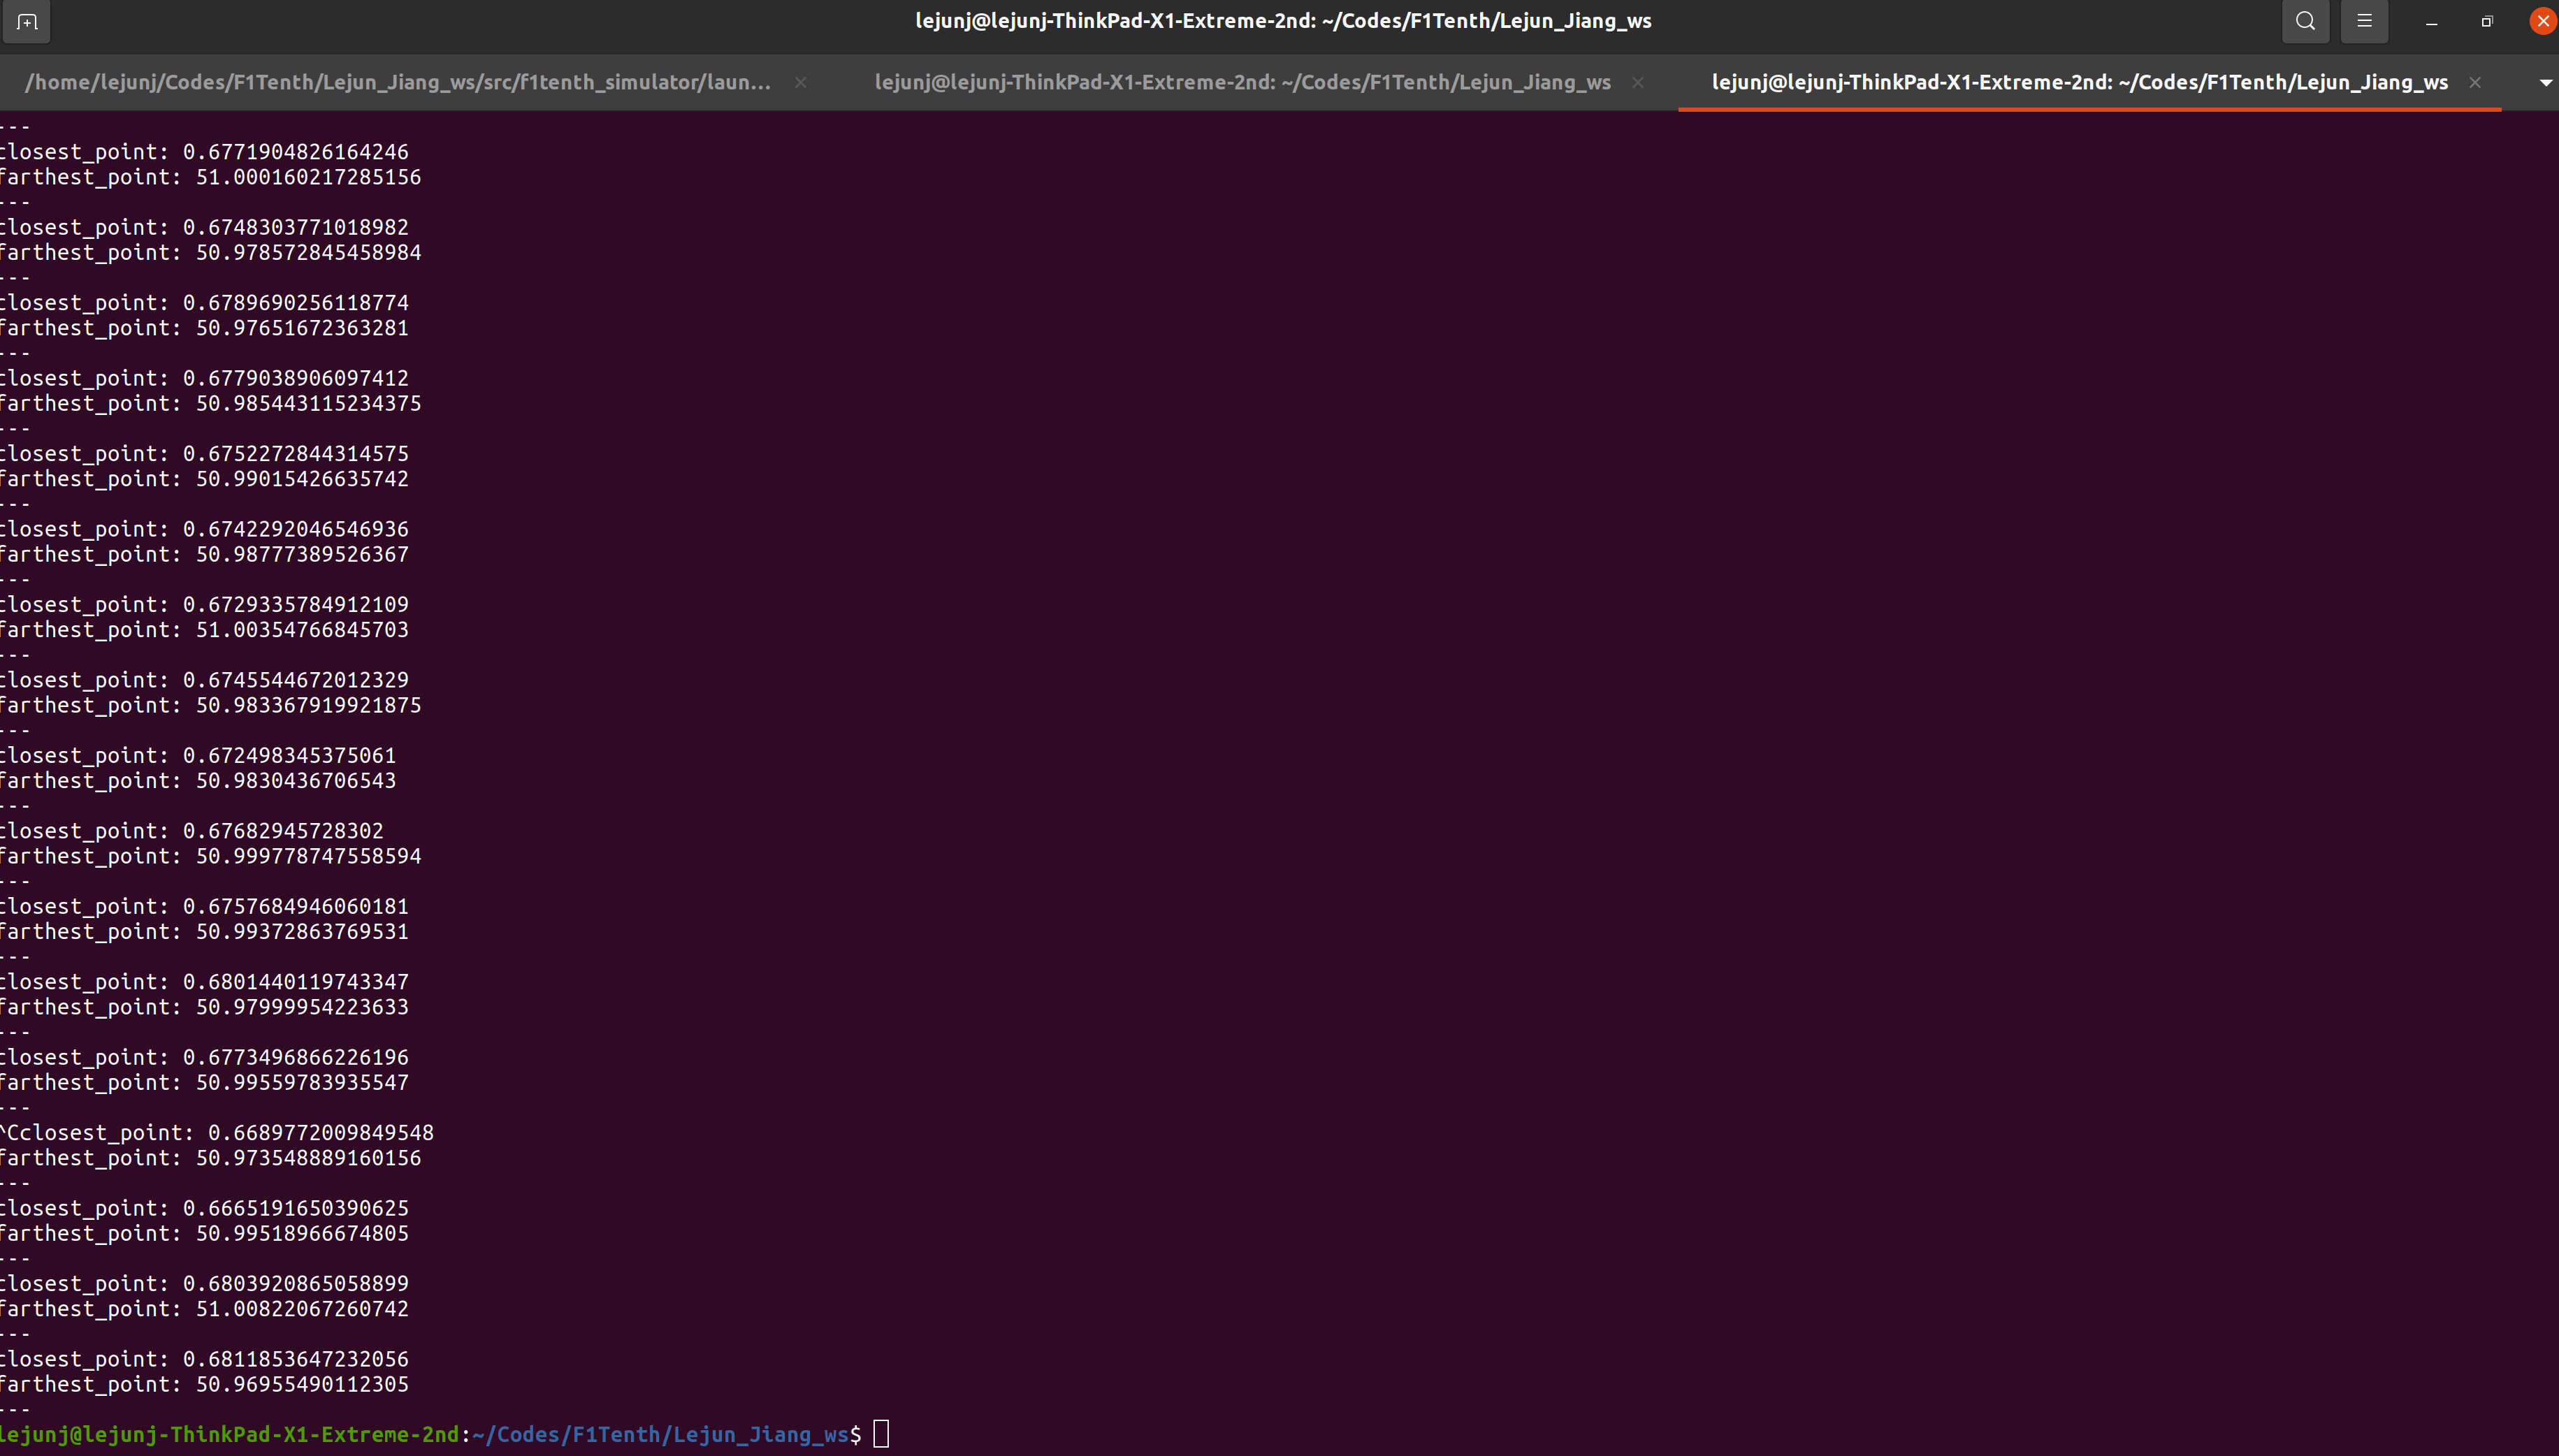 lejunj@lejunj-ThinkPad-X1-Extreme-2nd: ~/Codes/F1Tenth/Lejun_Jiang_ws
/home/lejunj/Codes/F1Tenth/Lejun_Jiang_ws/src/f1tenth_simulator/laun... lejunj@lejunj-ThinkPad-X1-Extreme-2nd: ~/Codes/F1Tenth/Lejun_Jiang_ws lejunj@lejunj-ThinkPad-X1-Extreme-2nd: ~/Codes/F1Tenth/Lejun_Jiang_ws
---
closest_point: 0.6771904826164246
farthest_point: 51.000160217285156
---
closest_point: 0.67483037710189820
farthest_point: 50.978572845458984
---
closest_point: 0.6789690256118774
farthest_point: 50.97651672363281
---
closest_point: 0.6779038906097412
farthest_point: 50.985443115234375
---
closest_point: 0.6752272844314575
farthest_point: 50.99015426635742
---
closest_point: 0.6742292046546936
farthest_point: 50.98777389526367
---
closest_point: 0.6729335784912109
farthest_point: 51.00354766845703
---
closest_point: 0.6745544672012329
farthest_point: 50.983367919921875
---
closest_point: 0.672498345375061
farthest_point: 50.9830436706543
---
closest_point: 0.67682945728302
farthest_point: 50.999778747558594
---
closest_point: 0.6757684946060181
farthest_point: 50.99372863769531
---
closest_point: 0.6801440119743347
farthest_point: 50.97999954223633
---
closest_point: 0.6773496866226196
farthest_point: 50.99559783935547
---
^Cclosest_point: 0.6689772009849548
farthest_point: 50.973548889160156
---
closest_point: 0.6665191650390625
farthest_point: 50.99518966674805
---
closest_point: 0.6803920865058899
farthest_point: 51.00822067260742
---
closest_point: 0.6811853647232056
farthest_point: 50.96955490112305
---
lejunj@lejunj-ThinkPad-X1-Extreme-2nd:~/Codes/F1Tenth/Lejun_Jiang_ws$